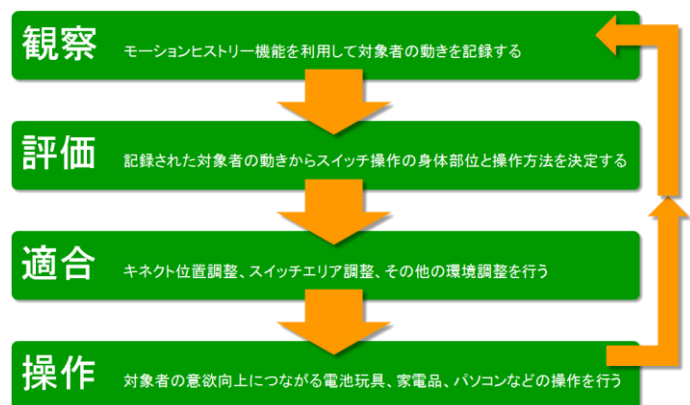 観察 モーションヒストリー機能を利用して対象者の動きを記録する
評価 記録された対象者の動きからスイッチ操作の身体部位と操作方法を決定する
適合 キネクト位置調整、スイッチエリア調整、その他の環境調整を行う
操作 対象者の意欲向上につながる電池玩具、家電品、パソコンなどの操作を行う